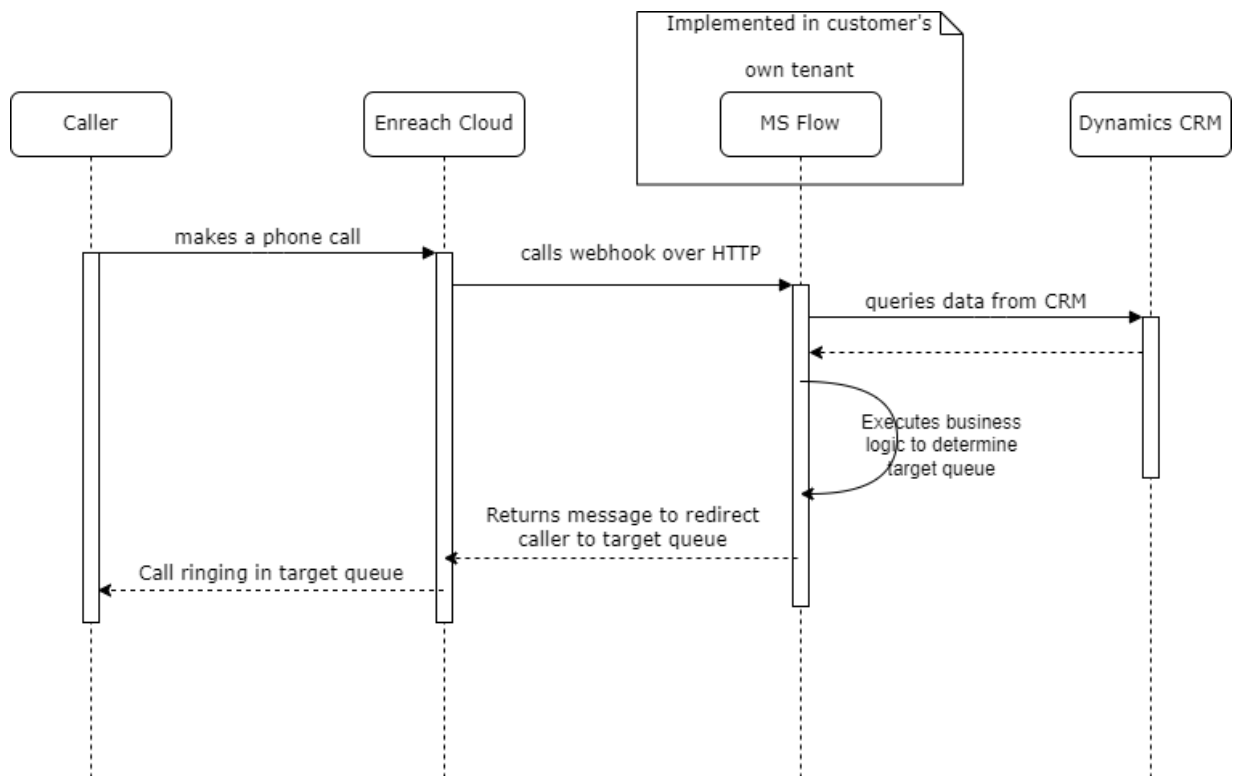 Implemented in customer's
own tenant
Caller
Enreach Cloud
MS Flow
Dynamics CRM
makes a phone call
calls webhook over HTTP
queries data from CRM
Executes business
logic to determine
target queue
Returns message to redirect
caller to target queue
Call ringing in target queue